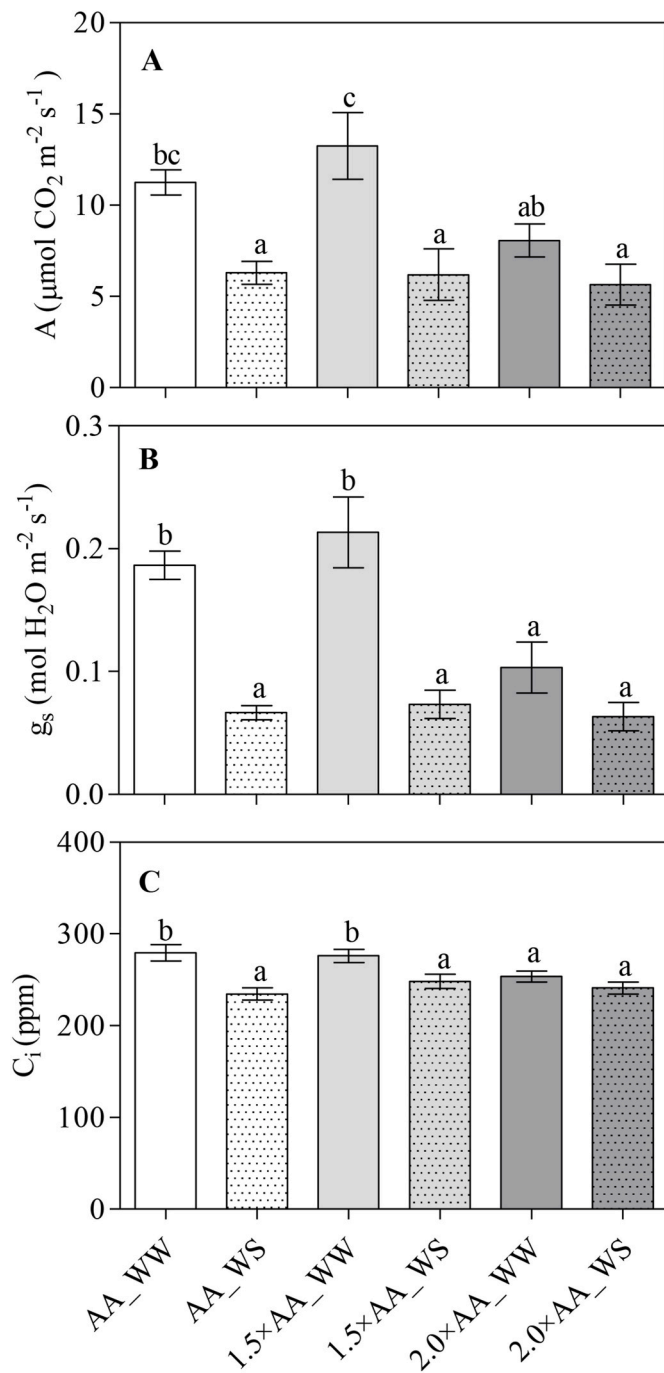 A
A (µmol CO₂ m⁻² s⁻¹)
20
15
10
5
0
bc
a
c
a
ab
a
B
gₛ (mol H₂O m⁻² s⁻¹)
0.3
0.2
0.1
0.0
b
a
b
a
a
a
C
Cᵢ (ppm)
400
300
200
100
0
b
a
b
a
a
a
AA_WW
AA_WS
1.5×AA_WW
1.5×AA_WS
2.0×AA_WW
2.0×AA_WS